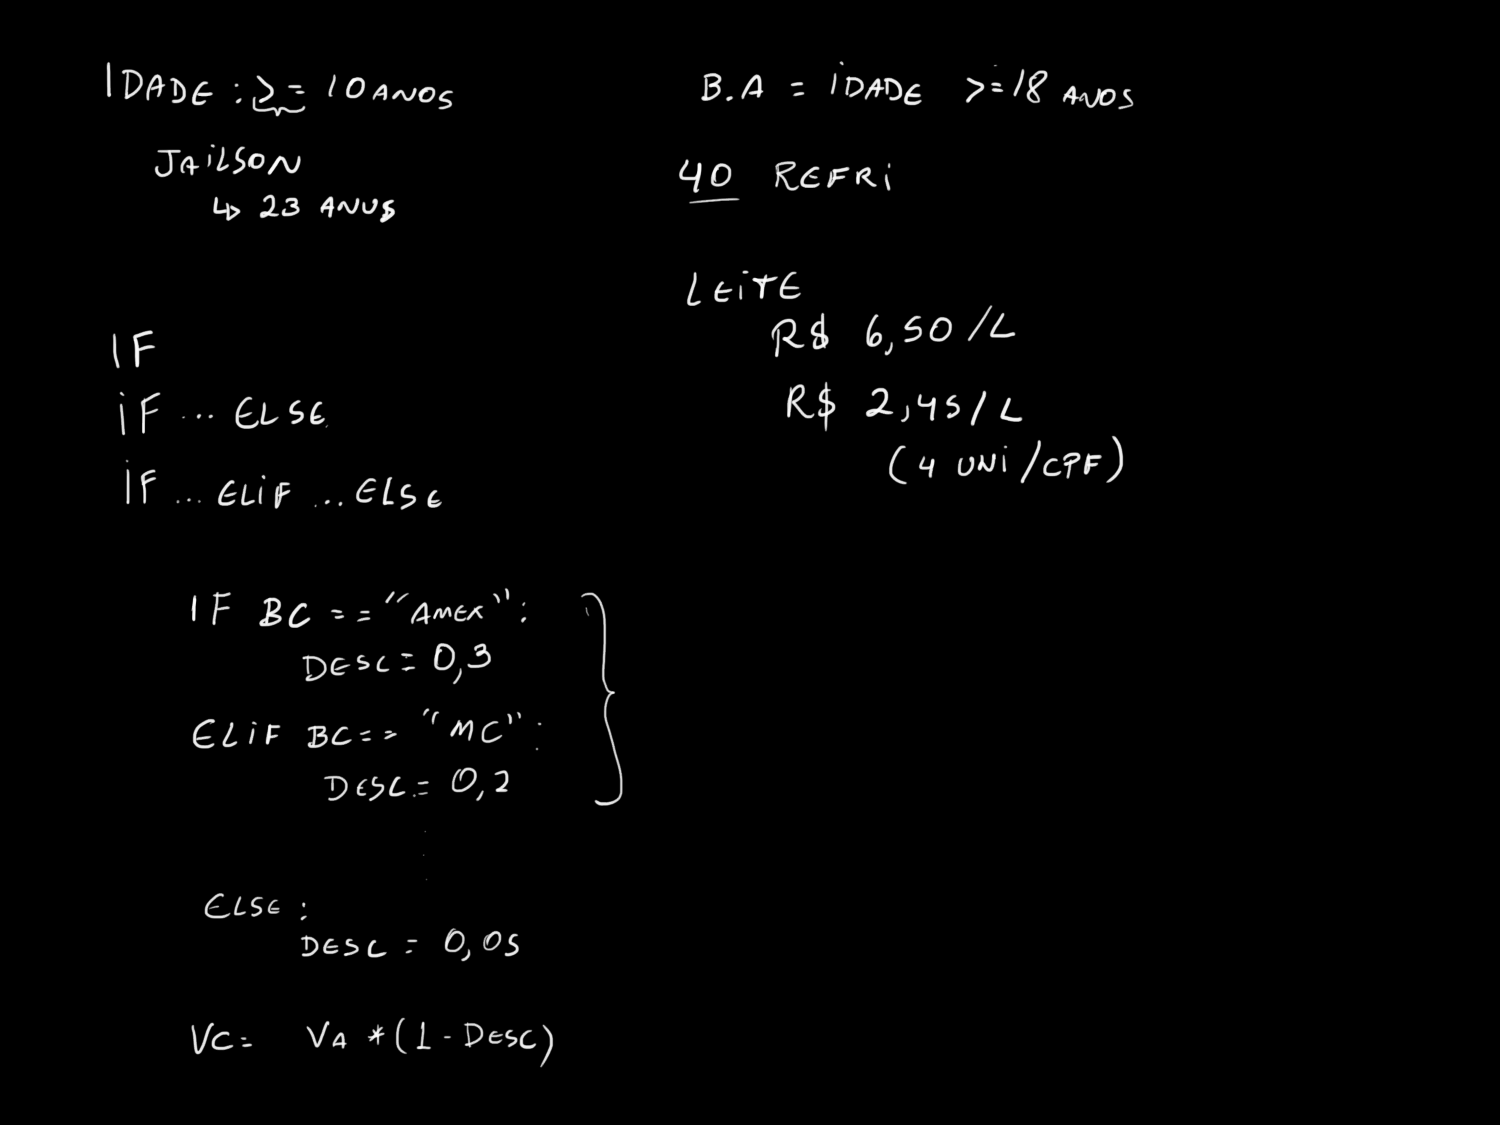 IDADE : >= 10 ANOS
JAILSON
↳ 23 ANOS
IF
IF ... ELSE
IF ... ELIF ... ELSE
IF BC == "AMEX":
DESC = 0,3
ELIF BC == "MC":
DESC = 0,2
ELSE:
DESC = 0,05
VC = VA * (1 - DESC)
B.A = IDADE >= 18 ANOS
40 REFRI
LEITE
R$ 6,50 /L
R$ 2,45 / L
(4 UNI/CPF)